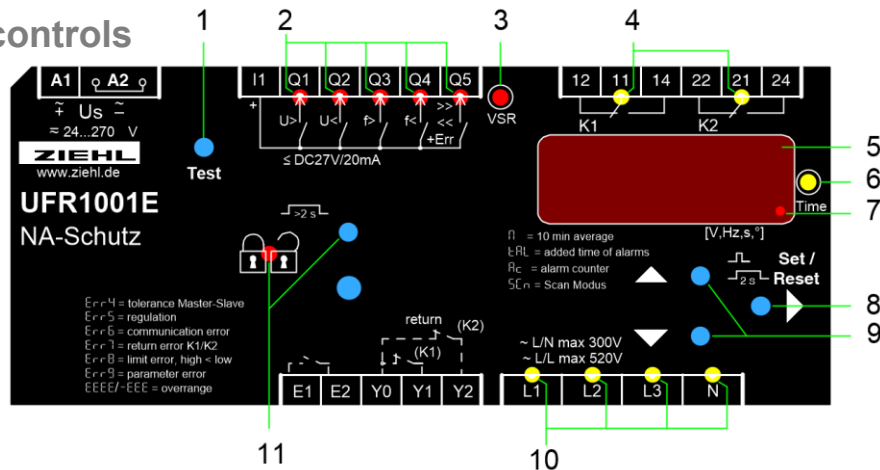 controls
1 2 3 4
A1 A2 I1 Q1 Q2 Q3 Q4 Q5 12 11 14 22 21 24
+ VSR
Us U> U< f> f< >> K1 K2
<<
≂ 24...270 V +Err 5
ZIEHL ≤ DC27V/20mA 6
www.ziehl.de Test Time
UFR1001E >2 s 7
NA-Schutz [V,Hz,s,°]
= 10 min average
tAL = added time of alarms Set /
Ac = alarm counter 2 s Reset
SCn = Scan Modus
8
Err4 = tolerance Master-Slave
Err5 = regulation
Err6 = communication error return (K2) 9
Err7 = return error K1/K2 ~ L/N max 300V
Err8 = limit error, high < low (K1) ~ L/L max 520V
Err9 = parameter error
EEEE/-EEE = overrange
E1 E2 Y0 Y1 Y2 L1 L2 L3 N
11 10